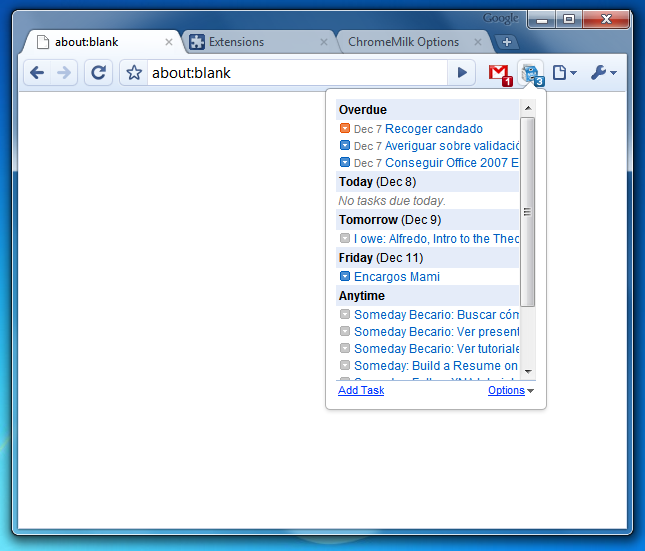 Google
about:blank
Extensions
ChromeMilk Options
about:blank
1
3
Overdue
Dec 7 Recoger candado
Dec 7 Averiguar sobre validació
Dec 7 Conseguir Office 2007 E
Today (Dec 8)
No tasks due today.
Tomorrow (Dec 9)
I owe: Alfredo, Intro to the Theo
Friday (Dec 11)
Encargos Mami
Anytime
Someday Becario: Buscar cóm
Someday Becario: Ver present
Someday Becario: Ver tutoriale
Someday: Build a Resume on
Add Task
Options